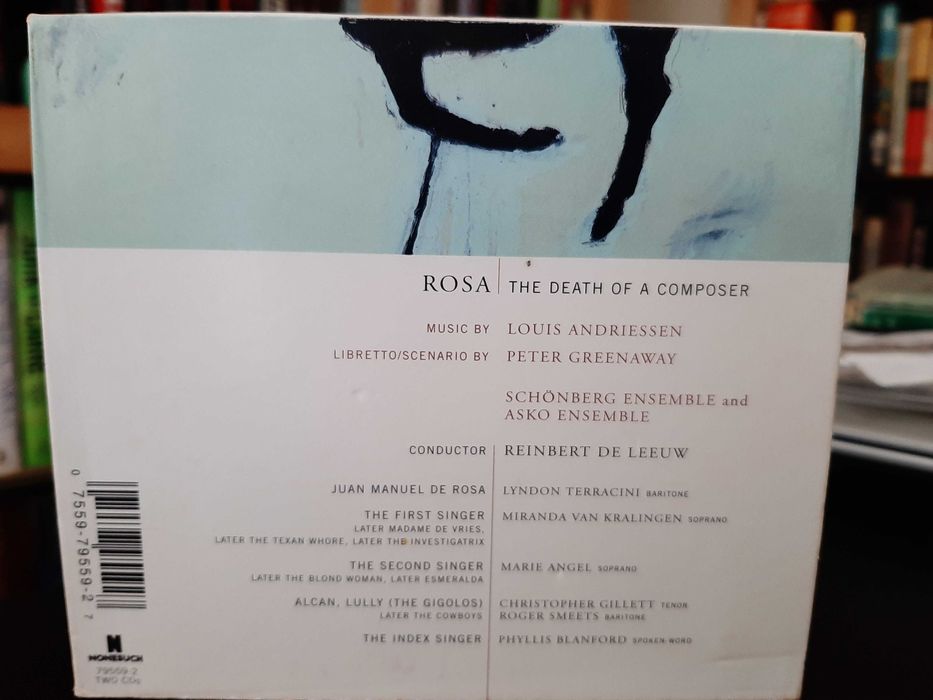 ROSA | THE DEATH OF A COMPOSER
MUSIC BY LOUIS ANDRIESSEN
LIBRETTO/SCENARIO BY PETER GREENAWAY
SCHÖNBERG ENSEMBLE and
ASKO ENSEMBLE
CONDUCTOR REINBERT DE LEEUW
JUAN MANUEL DE ROSA LYNDON TERRACINI BARITONE
THE FIRST SINGER MIRANDA VAN KRALINGEN SOPRANO
LATER MADAME DE VRIES,
LATER THE TEXAN WHORE, LATER THE INVESTIGATRIX
THE SECOND SINGER MARIE ANGEL SOPRANO
LATER THE BLOND WOMAN, LATER ESMERALDA
ALCAN, LULLY (THE GIGOLOS) CHRISTOPHER GILLETT TENOR
LATER THE COWBOYS ROGER SMEETS BARITONE
THE INDEX SINGER PHYLLIS BLANFORD SPOKEN WORD
0 7559-79559-2 7
N
NONESUCH
79559-2
TWO CDs